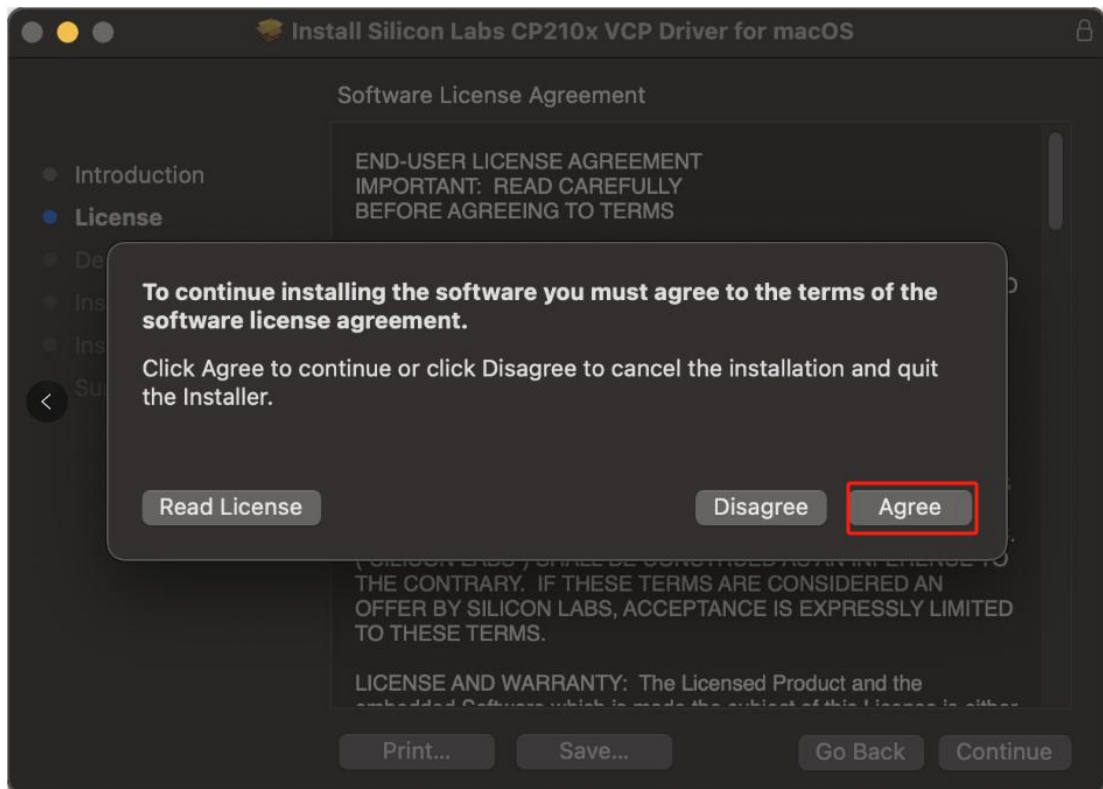 Install Silicon Labs CP210x VCP Driver for macOS
Software License Agreement
Introduction
License
END-USER LICENSE AGREEMENT
IMPORTANT: READ CAREFULLY
BEFORE AGREEING TO TERMS
To continue installing the software you must agree to the terms of the
software license agreement.
Click Agree to continue or click Disagree to cancel the installation and quit
the Installer.
Read License
Disagree
Agree
THE CONTRARY. IF THESE TERMS ARE CONSIDERED AN
OFFER BY SILICON LABS, ACCEPTANCE IS EXPRESSLY LIMITED
TO THESE TERMS.
LICENSE AND WARRANTY: The Licensed Product and the
Print...
Save...
Go Back
Continue